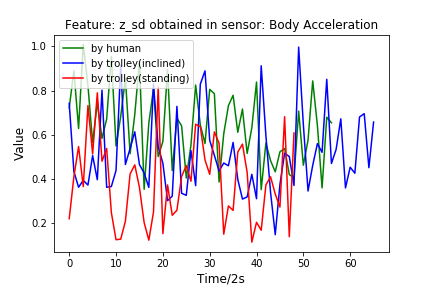 Feature: z_sd obtained in sensor: Body Acceleration
by human
by trolley(inclined)
by trolley(standing)
Value
1.0
0.8
0.6
0.4
0.2
0 10 20 30 40 50 60
Time/2s